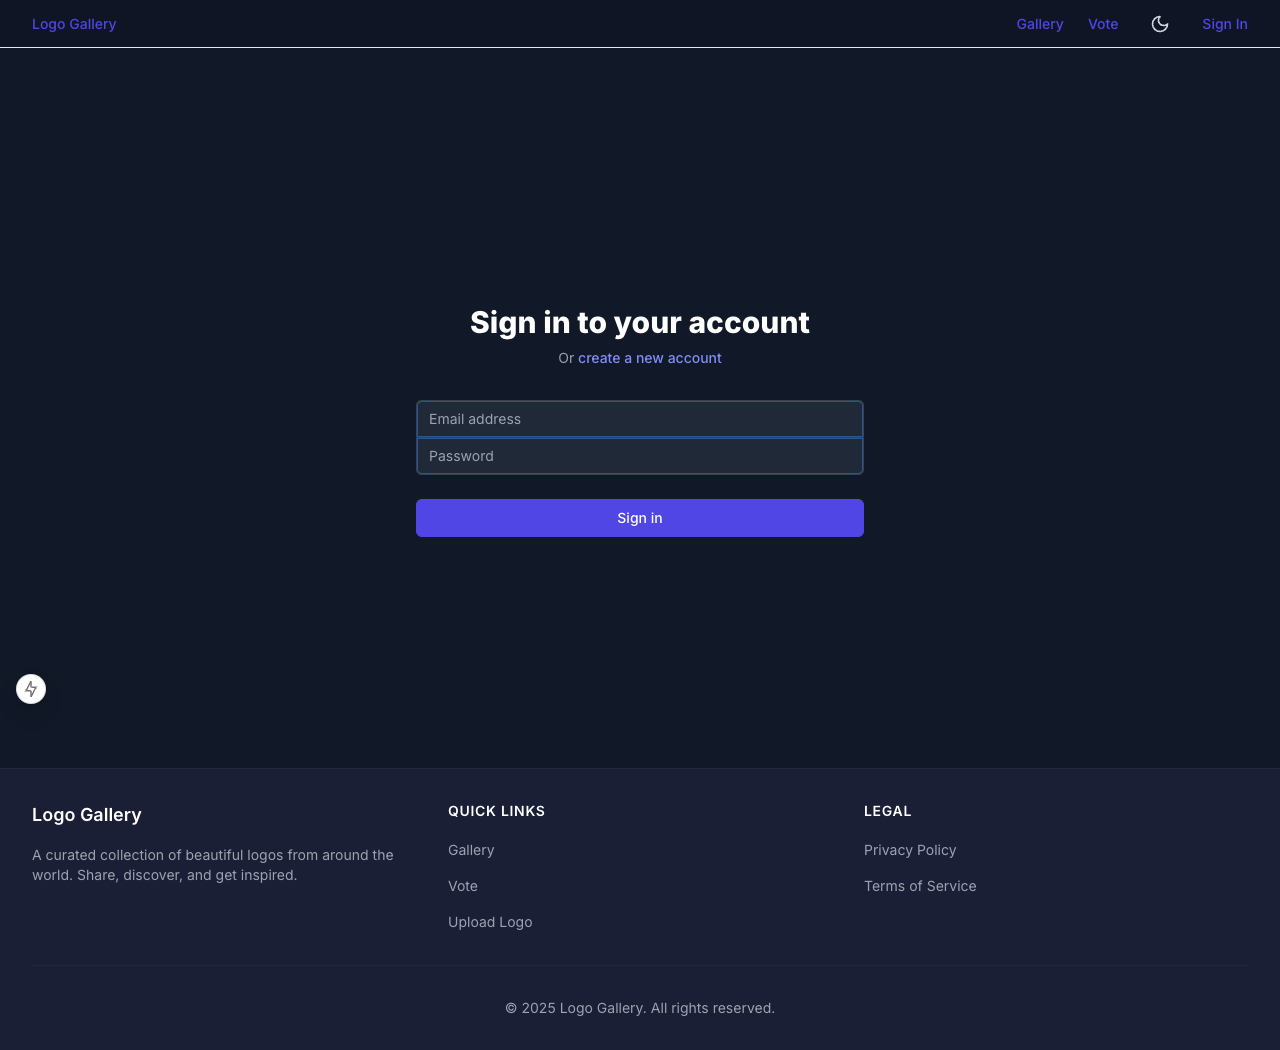 Logo Gallery
Gallery
Vote
Sign In
Sign in to your account
Or create a new account
Email address
Password
Sign in
Logo Gallery
A curated collection of beautiful logos from around the
world. Share, discover, and get inspired.
QUICK LINKS
Gallery
Vote
Upload Logo
LEGAL
Privacy Policy
Terms of Service
© 2025 Logo Gallery. All rights reserved.